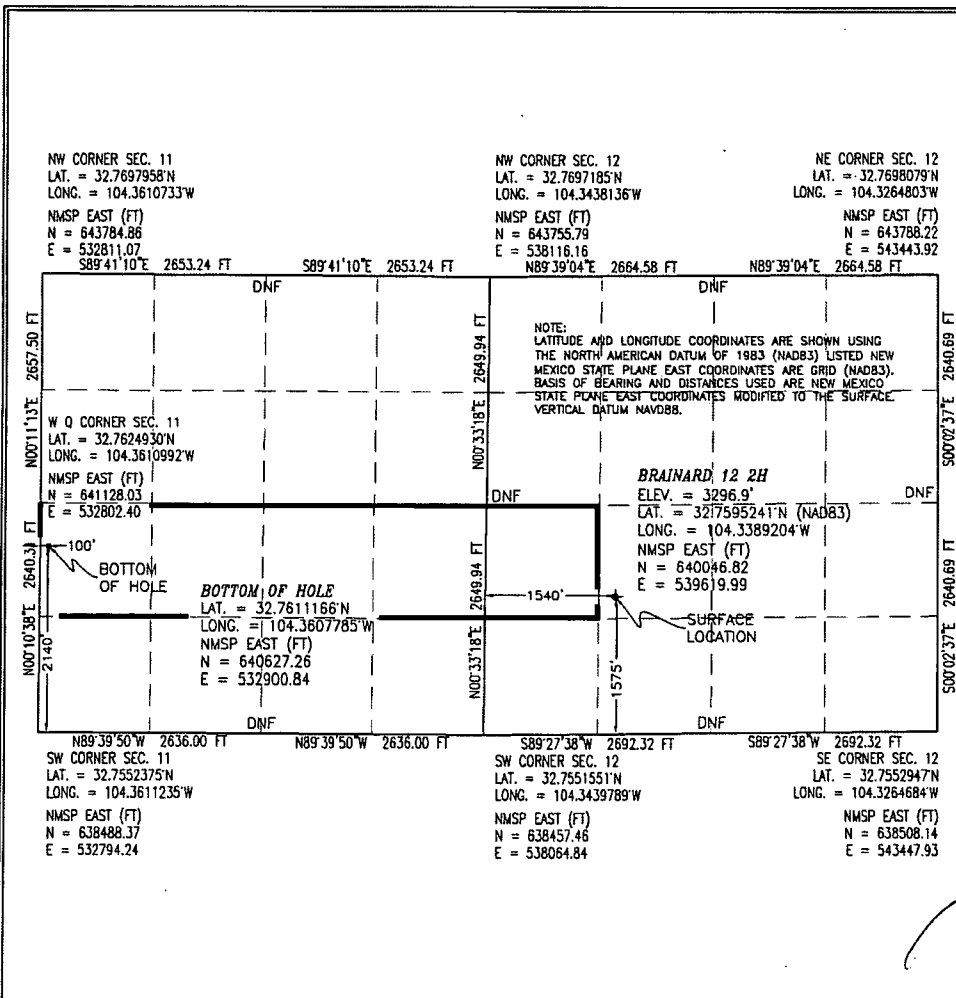 NW CORNER SEC. 11
LAT. = 32.7697958'N
LONG. = 104.3610733'W
NMSP EAST (FT)
N = 643784.86
E = 532811.07
NW CORNER SEC. 12
LAT. = 32.7697185'N
LONG. = 104.3438136'W
NMSP EAST (FT)
N = 643755.79
E = 538116.16
NE CORNER SEC. 12
LAT. = 32.7698079'N
LONG. = 104.3264803'W
NMSP EAST (FT)
N = 643788.22
E = 543443.92
S89°41'10"E 2653.24 FT
S89°41'10"E 2653.24 FT
N89°39'04"E 2664.58 FT
N89°39'04"E 2664.58 FT
DNF
DNF
N00°11'13"E 2657.50 FT
N00°33'18"E 2649.94 FT
S00°02'37"E 2640.69 FT
NOTE:
LATITUDE AND LONGITUDE COORDINATES ARE SHOWN USING
THE NORTH AMERICAN DATUM OF 1983 (NAD83) LISTED NEW
MEXICO STATE PLANE EAST COORDINATES ARE GRID (NAD83).
BASIS OF BEARING AND DISTANCES USED ARE NEW MEXICO
STATE PLANE EAST COORDINATES MODIFIED TO THE SURFACE.
VERTICAL DATUM NAVD88.
W Q CORNER SEC. 11
LAT. = 32.7624930'N
LONG. = 104.3610992'W
NMSP EAST (FT)
N = 641128.03
E = 532802.40
DNF
DNF
BRAINARD 12 2H
ELEV. = 3296.9'
LAT. = 32.7595241'N (NAD83)
LONG. = 104.3389204'W
NMSP EAST (FT)
N = 640046.82
E = 539619.99
100'
BOTTOM
OF HOLE
BOTTOM OF HOLE
LAT. = 32.7611166'N
LONG. = 104.3607785'W
NMSP EAST (FT)
N = 640627.26
E = 532900.84
1540'
SURFACE
LOCATION
1575'
2140'
N00°10'38"E 2640.31 FT
N00°33'18"E 2649.94 FT
S00°02'37"E 2640.69 FT
DNF
DNF
N89°39'50"W 2636.00 FT
N89°39'50"W 2636.00 FT
S89°27'38"W 2692.32 FT
S89°27'38"W 2692.32 FT
SW CORNER SEC. 11
LAT. = 32.7552375'N
LONG. = 104.3611235'W
NMSP EAST (FT)
N = 638488.37
E = 532794.24
SW CORNER SEC. 12
LAT. = 32.7551551'N
LONG. = 104.3439789'W
NMSP EAST (FT)
N = 638457.46
E = 538064.84
SE CORNER SEC. 12
LAT. = 32.7552947'N
LONG. = 104.3264684'W
NMSP EAST (FT)
N = 638508.14
E = 543447.93